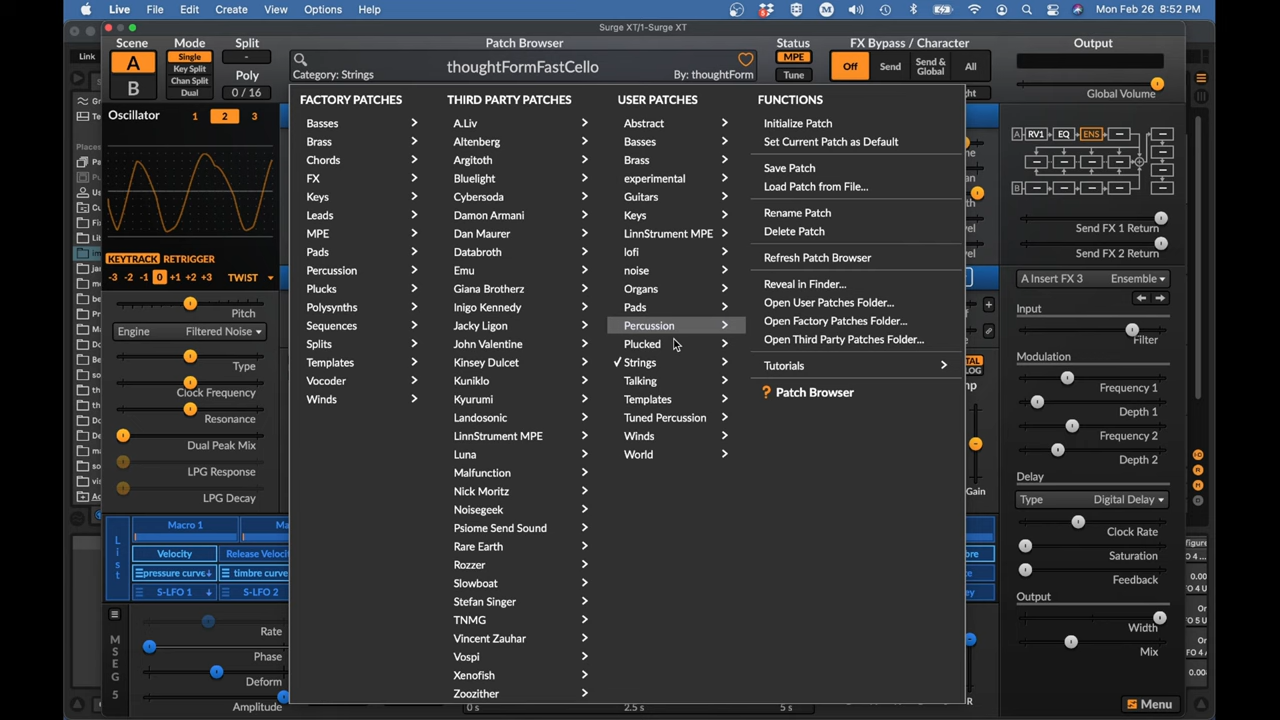 Live File Edit Create View Options Help Mon Feb 26 8:52 PM
Surge XT/1-Surge XT
Link
Scene
A
B
Mode
Single
Key Split
Chan Split
Dual
Split
-
Poly
0 / 16
Patch Browser
thoughtFormFastCello
Category: Strings
By: thoughtForm
Status
MPE
Tune
FX Bypass / Character
Off
Send
Send & Global
All
Output
Global Volume
Oscillator 1 2 3
KEYTRACK RETRIGGER
-3 -2 -1 0 +1 +2 +3 TWIST
Pitch
Engine Filtered Noise
Type
Clock Frequency
Resonance
Dual Peak Mix
LPG Response
LPG Decay
FACTORY PATCHES
Basses
Brass
Chords
FX
Keys
Leads
MPE
Pads
Percussion
Plucks
Polysynths
Sequences
Splits
Templates
Vocoder
Winds
THIRD PARTY PATCHES
A.Liv
Altenberg
Argitoth
Bluelight
Cybersoda
Damon Armani
Dan Maurer
Databroth
Emu
Giana Brotherz
Inigo Kennedy
Jacky Ligon
John Valentine
Kinsey Dulcet
Kuniklo
Kyurumi
Landosonic
LinnStrument MPE
Luna
Malfunction
Nick Moritz
Noisegeek
Psiome Send Sound
Rare Earth
Rozzer
Slowboat
Stefan Singer
TNMG
Vincent Zauhar
Vospi
Xenofish
Zoozither
USER PATCHES
Abstract
Basses
Brass
experimental
Guitars
Keys
LinnStrument MPE
lofi
noise
Organs
Pads
Percussion
Plucked
✓ Strings
Talking
Templates
Tuned Percussion
Winds
World
FUNCTIONS
Initialize Patch
Set Current Patch as Default
Save Patch
Load Patch from File...
Rename Patch
Delete Patch
Refresh Patch Browser
Reveal in Finder...
Open User Patches Folder...
Open Factory Patches Folder...
Open Third Party Patches Folder...
Tutorials
? Patch Browser
A RV1 EQ ENS
B
Send FX 1 Return
Send FX 2 Return
A Insert FX 3 Ensemble
Input
Filter
Modulation
Frequency 1
Depth 1
Frequency 2
Depth 2
Delay
Type Digital Delay
Clock Rate
Saturation
Feedback
Output
Width
Mix
Gain
List
Macro 1
Velocity
Release Velocity
pressure curve
timbre curve
S-LFO 1
S-LFO 2
MSEG 5
Rate
Phase
Deform
Amplitude
0 s 2.5 s 5 s
Menu